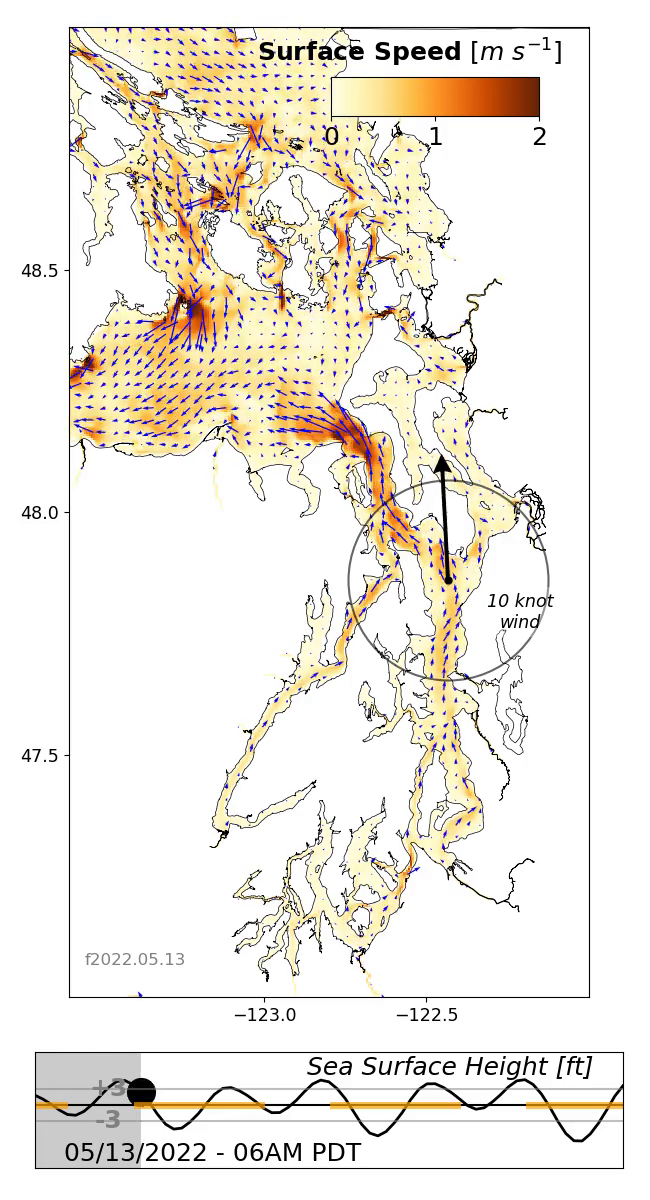 Surface Speed [m s⁻¹]
0 1 2
48.5
48.0
10 knot
wind
47.5
f2022.05.13
−123.0 −122.5
Sea Surface Height [ft]
+3
-3
05/13/2022 - 06AM PDT